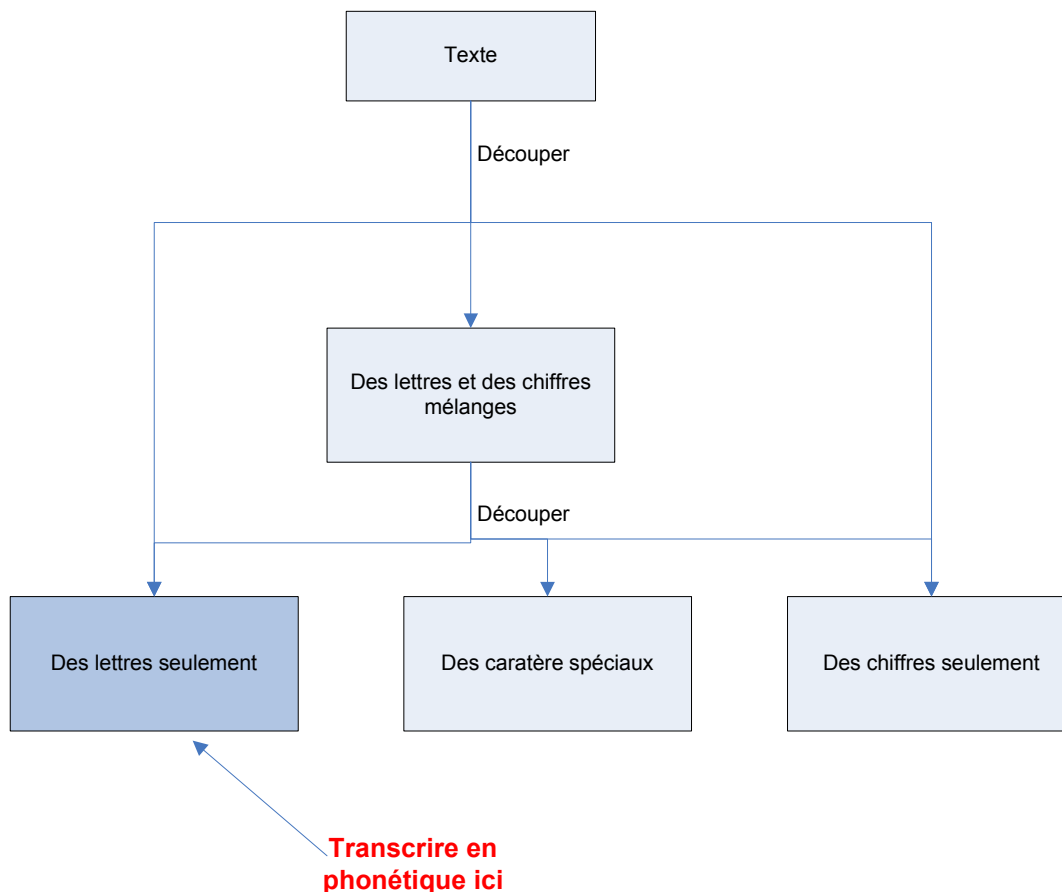 Texte
Découper
Des lettres et des chiffres
mélanges
Découper
Des lettres seulement
Des caratère spéciaux
Des chiffres seulement
Transcrire en
phonétique ici